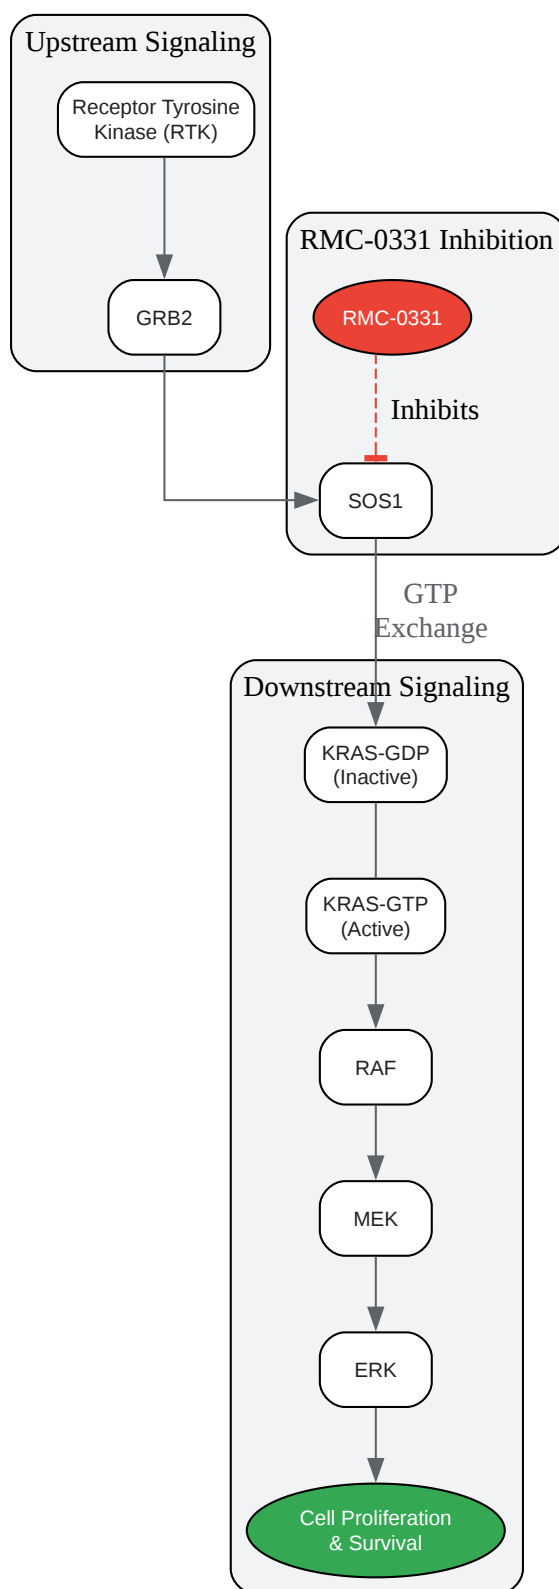 Upstream Signaling
Receptor Tyrosine
Kinase (RTK)
GRB2
RMC-0331 Inhibition
RMC-0331
Inhibits
SOS1
GTP
Exchange
Downstream Signaling
KRAS-GDP
(Inactive)
KRAS-GTP
(Active)
RAF
MEK
ERK
Cell Proliferation
& Survival